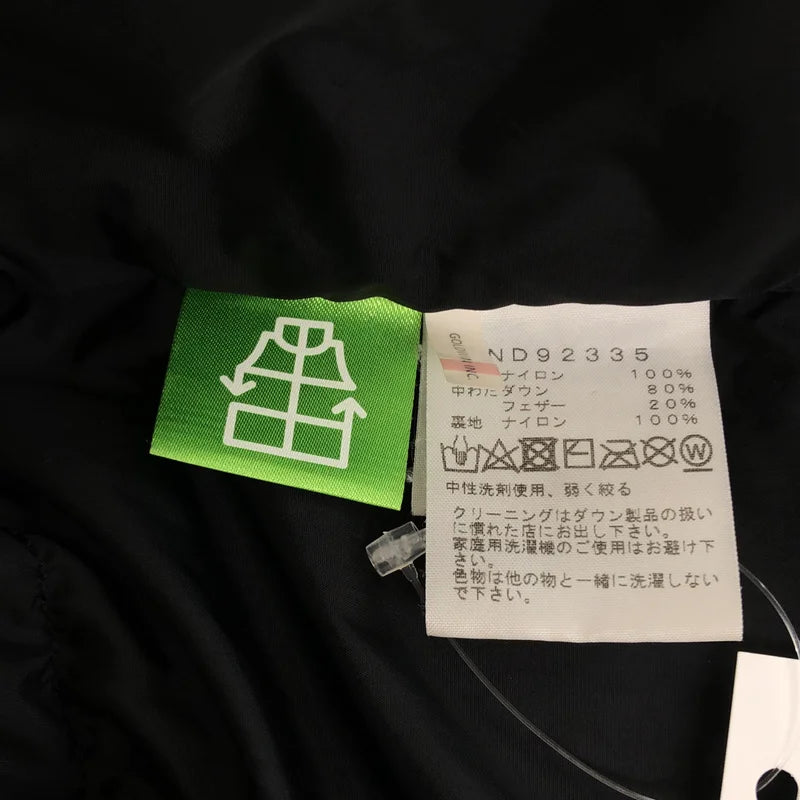 GOLDWIN INC.
ND92335
ナイロン 100%
中わた ダウン 80%
フェザー 20%
裏地 ナイロン 100%
W
中性洗剤使用、弱く絞る
クリーニングはダウン製品の扱い
に慣れた店にお出し下さい。
家庭用洗濯機のご使用はお避け下
さい。
色物は他の物と一緒に洗濯しない
で下さい。